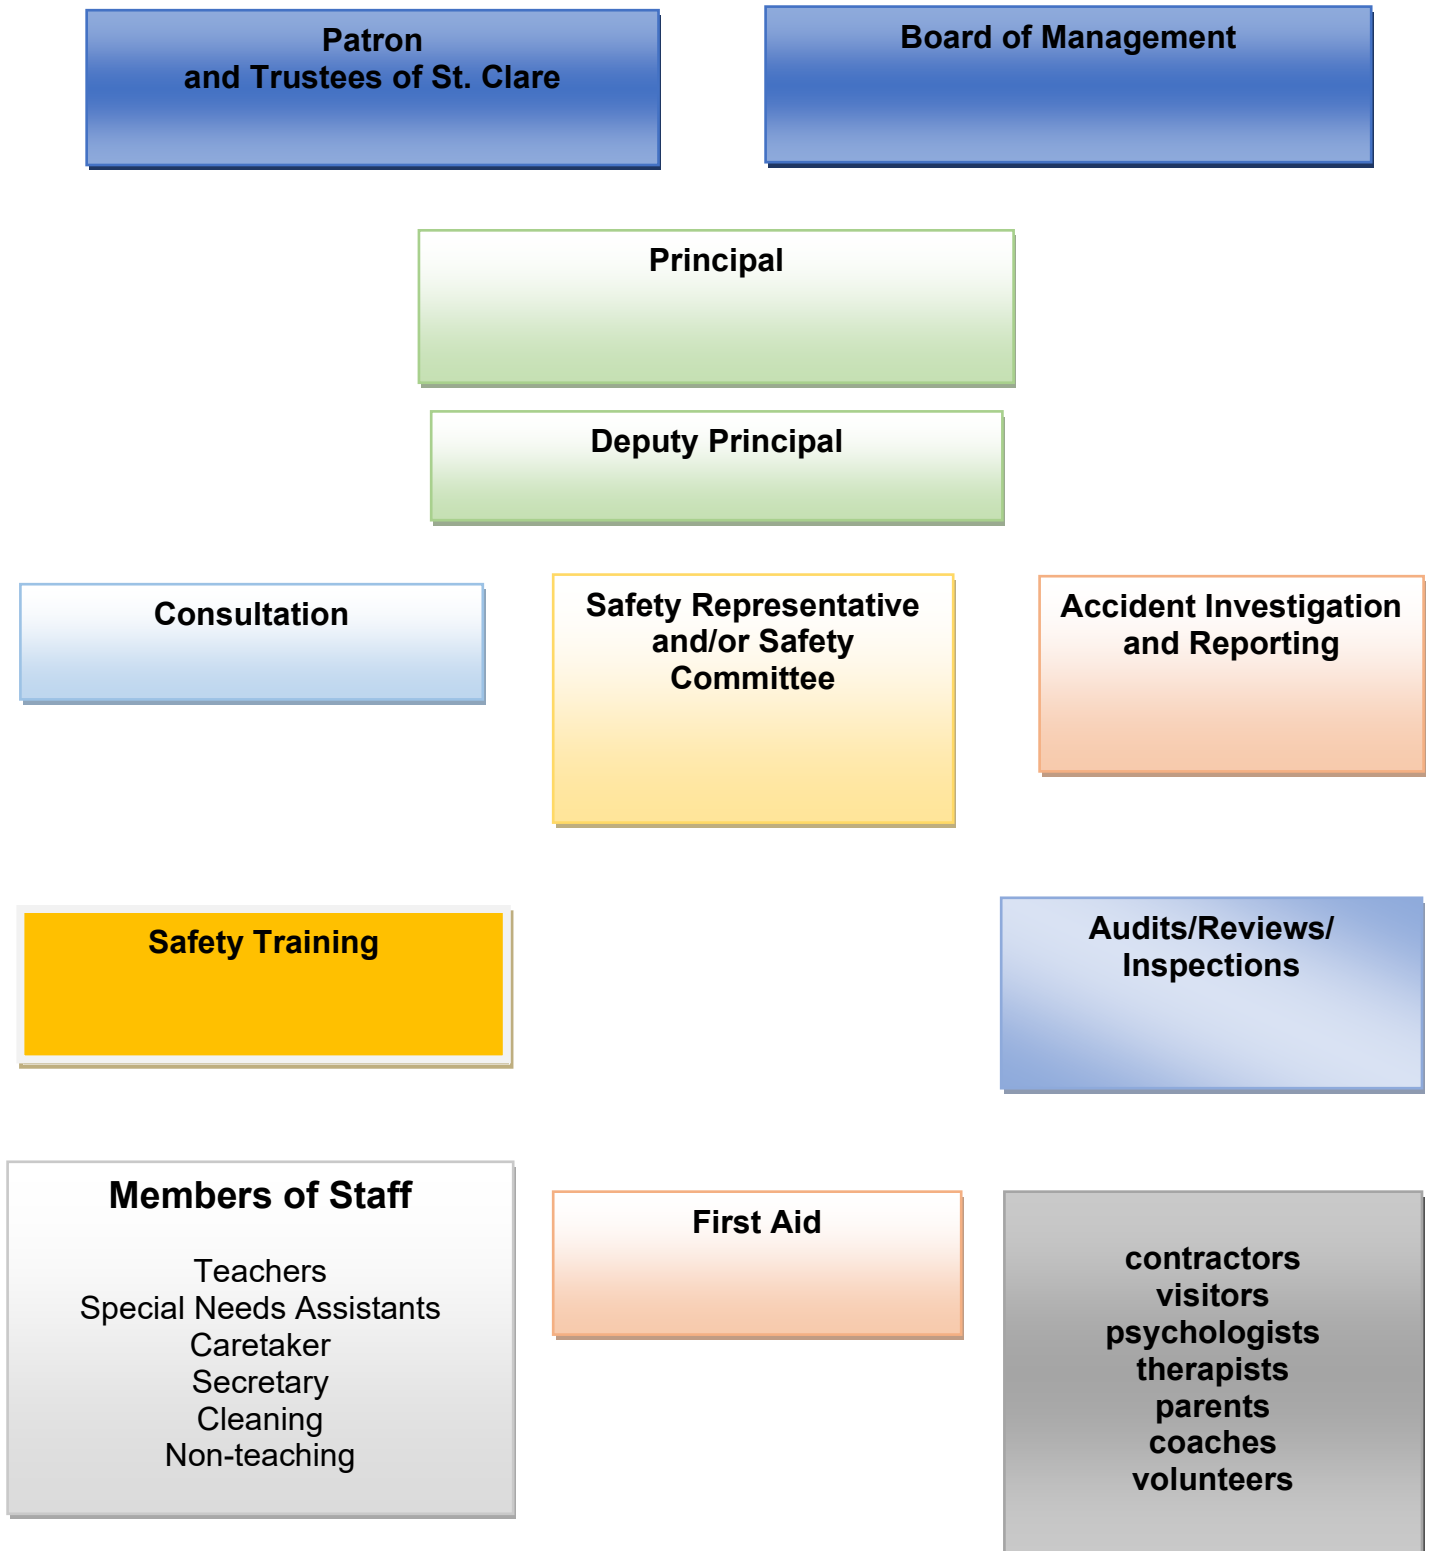 Patron
and Trustees of St. Clare
Board of Management
Principal
Deputy Principal
Consultation
Safety Representative
and/or Safety
Committee
Accident Investigation
and Reporting
Safety Training
Audits/Reviews/
Inspections
Members of Staff
Teachers
Special Needs Assistants
Caretaker
Secretary
Cleaning
Non-teaching
First Aid
contractors
visitors
psychologists
therapists
parents
coaches
volunteers